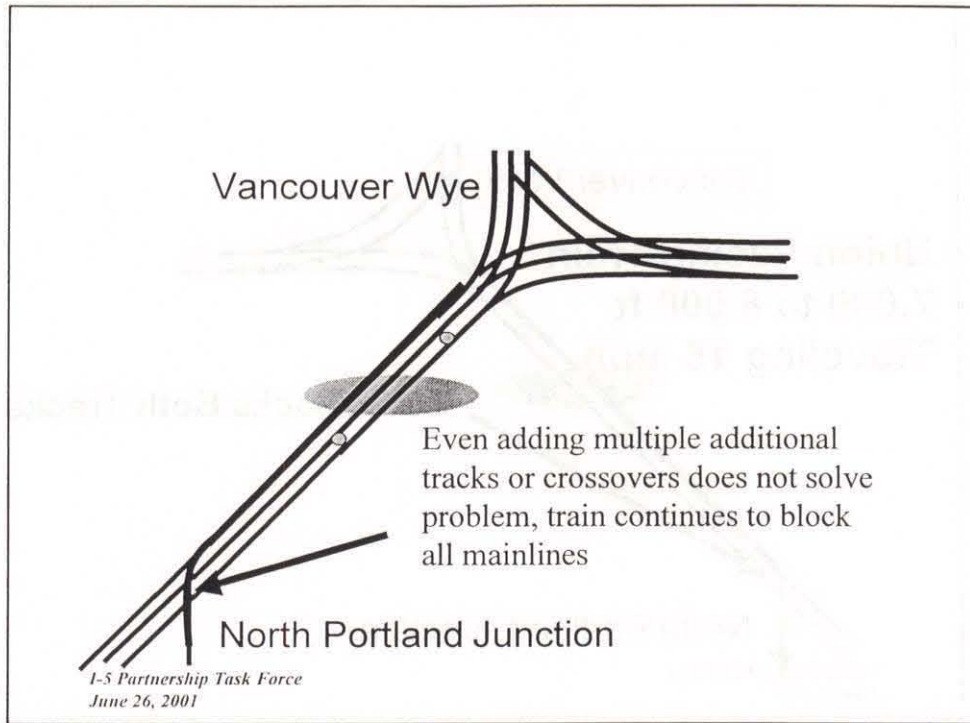 Vancouver Wye
Even adding multiple additional
tracks or crossovers does not solve
problem, train continues to block
all mainlines
North Portland Junction
I-5 Partnership Task Force
June 26, 2001